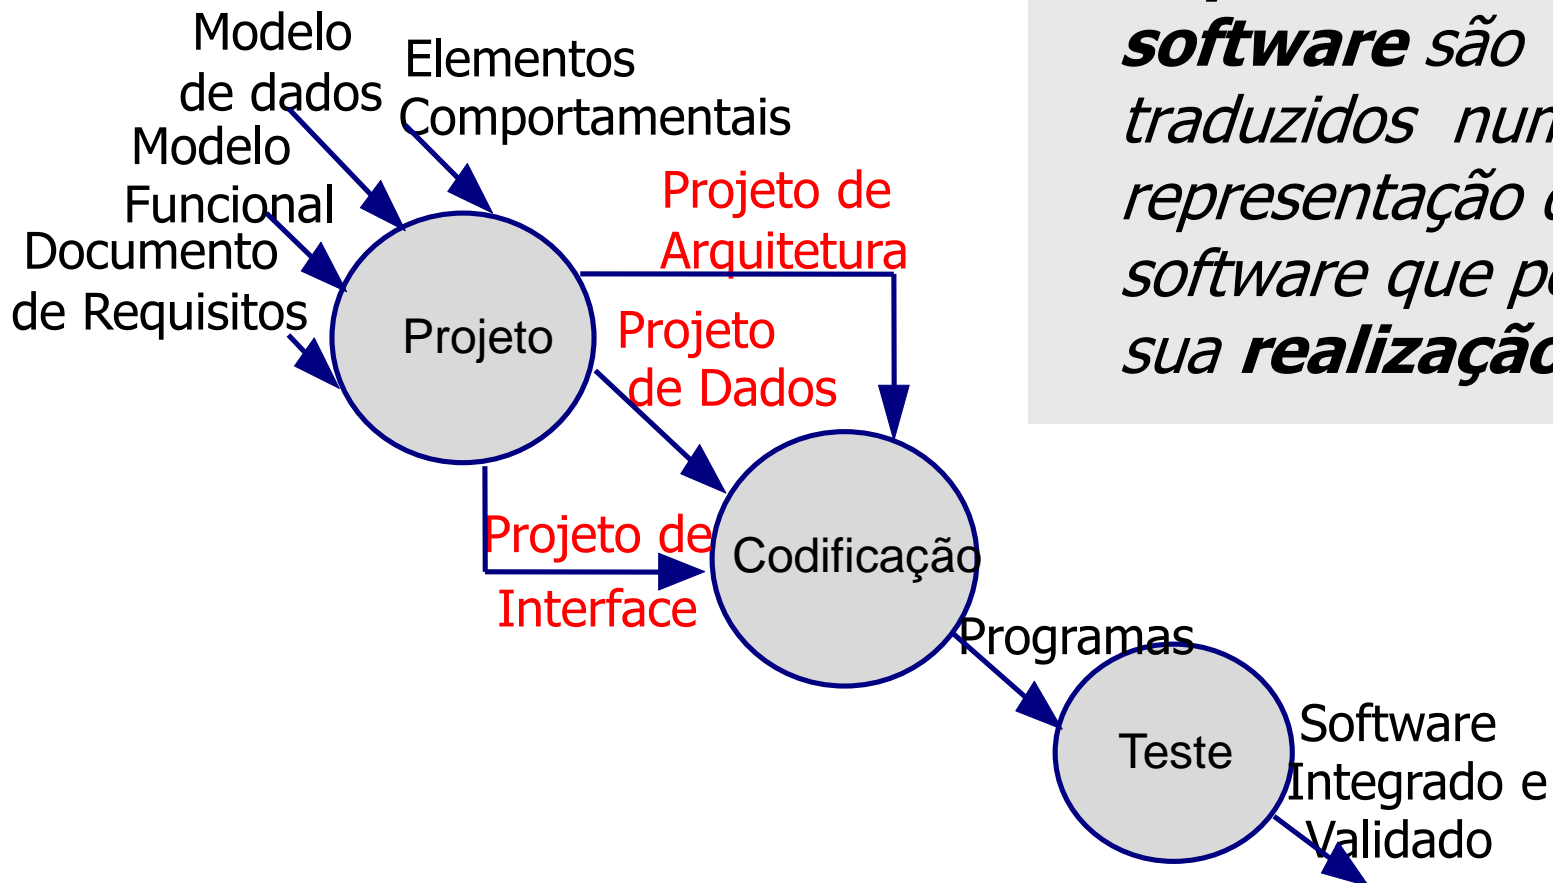 Modelo
de dados
Elementos
Comportamentais
Modelo
Funcional
Documento
de Requisitos
Projeto
Projeto de
Arquitetura
Projeto
de Dados
Projeto de
Interface
Codificação
Programas
Teste
Software
Integrado e
Validado
software são
traduzidos
representação
software que
sua realização